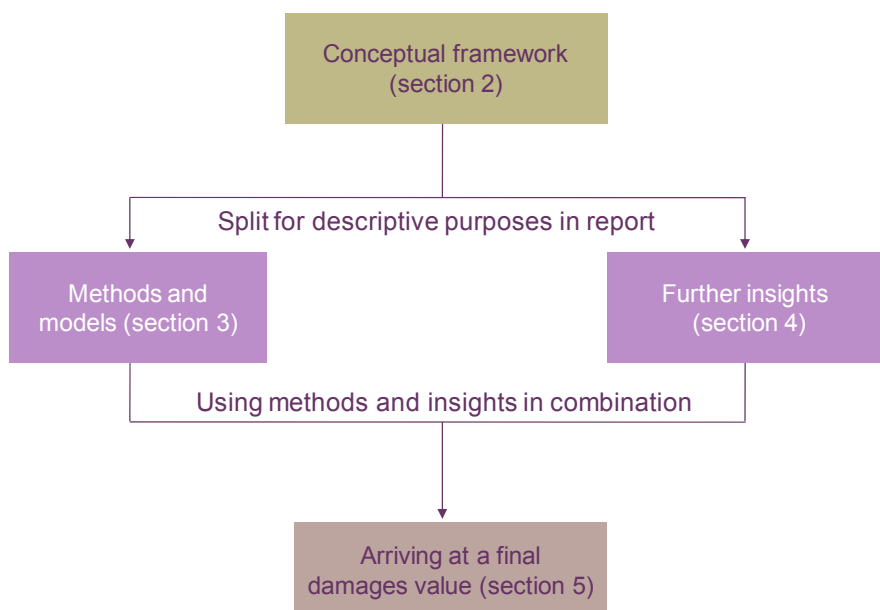 Conceptual framework
(section 2)
Split for descriptive purposes in report
Methods and
models (section 3)
Further insights
(section 4)
Using methods and insights in combination
Arriving at a final
damages value (section 5)